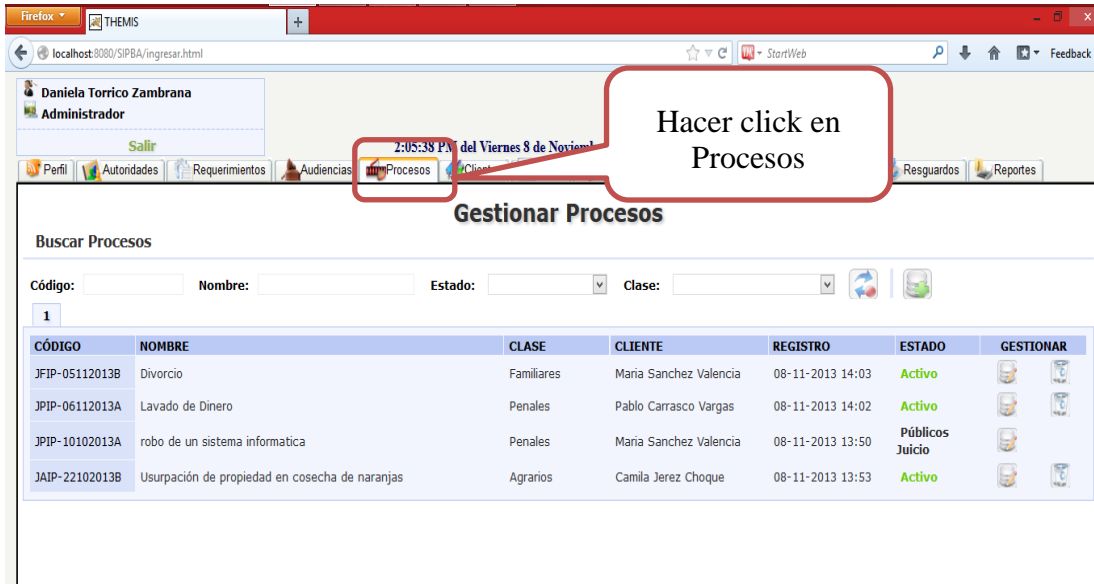 Firefox
THEMIS
+
localhost:8080/SIPBA/ingresar.html
StartWeb
Feedback
Daniela Torrico Zambrana
Administrador
Salir
2:05:38 PM del Viernes 8 de
Hacer click en
Procesos
Perfil Autoridades Requerimientos Audiencias Procesos Resguardos Reportes
Gestionar Procesos
Buscar Procesos
Código: Nombre: Estado: Clase:
1
CÓDIGO NOMBRE CLASE CLIENTE REGISTRO ESTADO GESTIONAR
JFIP-05112013B Divorcio Familiares Maria Sanchez Valencia 08-11-2013 14:03 Activo
JPIP-06112013A Lavado de Dinero Penales Pablo Carrasco Vargas 08-11-2013 14:02 Activo
JPIP-10102013A robo de un sistema informatica Penales Maria Sanchez Valencia 08-11-2013 13:50 Públicos
Juicio
JAIP-22102013B Usurpación de propiedad en cosecha de naranjas Agrarios Camila Jerez Choque 08-11-2013 13:53 Activo